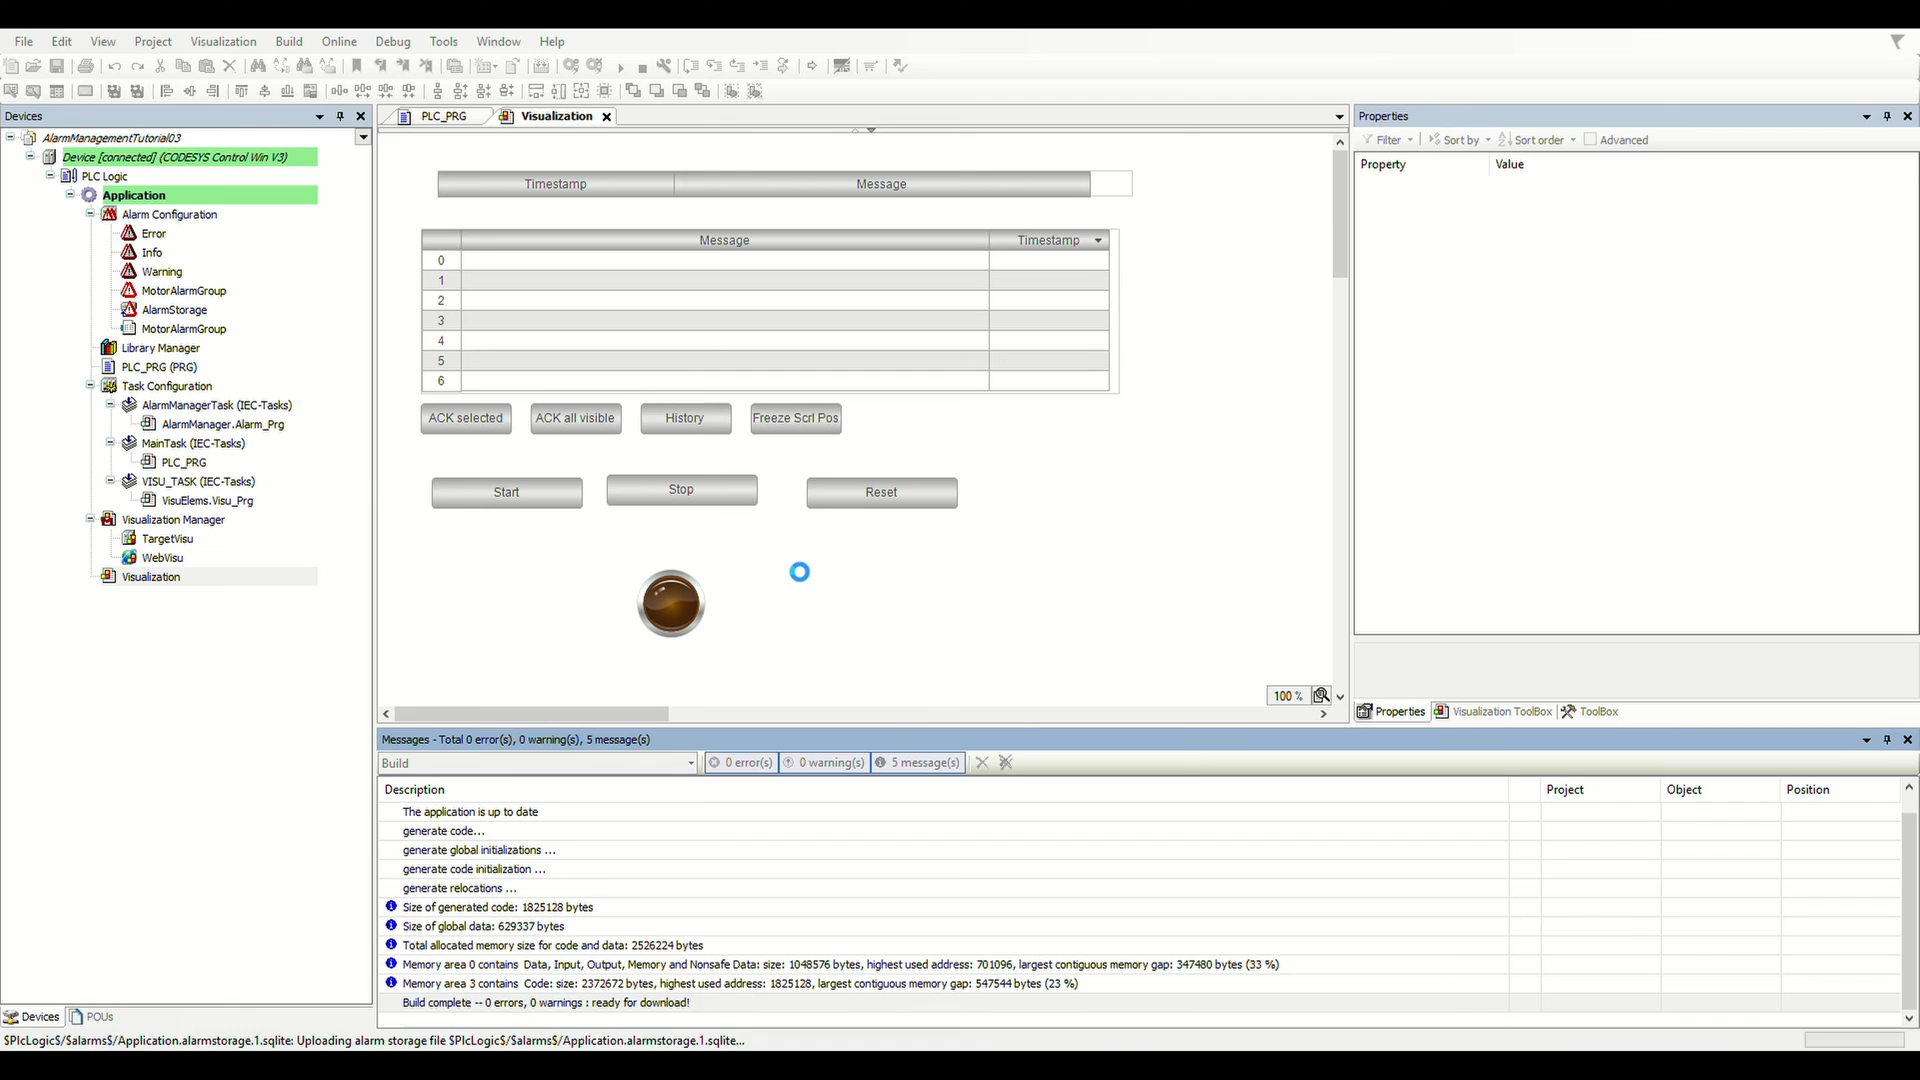 File Edit View Project Visualization Build Online Debug Tools Window Help
Devices
AlarmManagementTutorial03
Device [connected] (CODESYS Control Win V3)
PLC Logic
Application
Alarm Configuration
Error
Info
Warning
MotorAlarmGroup
AlarmStorage
MotorAlarmGroup
Library Manager
PLC_PRG (PRG)
Task Configuration
AlarmManagerTask (IEC-Tasks)
AlarmManager.Alarm_Prg
MainTask (IEC-Tasks)
PLC_PRG
VISU_TASK (IEC-Tasks)
VisuElems.Visu_Prg
Visualization Manager
TargetVisu
WebVisu
Visualization
Devices POUs
PLC_PRG Visualization
Timestamp Message
Message Timestamp
0
1
2
3
4
5
6
ACK selected ACK all visible History Freeze Scrl Pos
Start Stop Reset
100 %
Properties
Filter Sort by Sort order Advanced
Property Value
Properties Visualization ToolBox ToolBox
Messages - Total 0 error(s), 0 warning(s), 5 message(s)
Build 0 error(s) 0 warning(s) 5 message(s)
Description Project Object Position
The application is up to date
generate code...
generate global initializations ...
generate code initialization ...
generate relocations ...
Size of generated code: 1825128 bytes
Size of global data: 629337 bytes
Total allocated memory size for code and data: 2526224 bytes
Memory area 0 contains Data, Input, Output, Memory and Nonsafe Data: size: 1048576 bytes, highest used address: 701096, largest contiguous memory gap: 347480 bytes (33 %)
Memory area 3 contains Code: size: 2372672 bytes, highest used address: 1825128, largest contiguous memory gap: 547544 bytes (23 %)
Build complete -- 0 errors, 0 warnings : ready for download!
$PlcLogic$/$alarms$/Application.alarmstorage.1.sqlite: Uploading alarm storage file $PlcLogic$/$alarms$/Application.alarmstorage.1.sqlite...